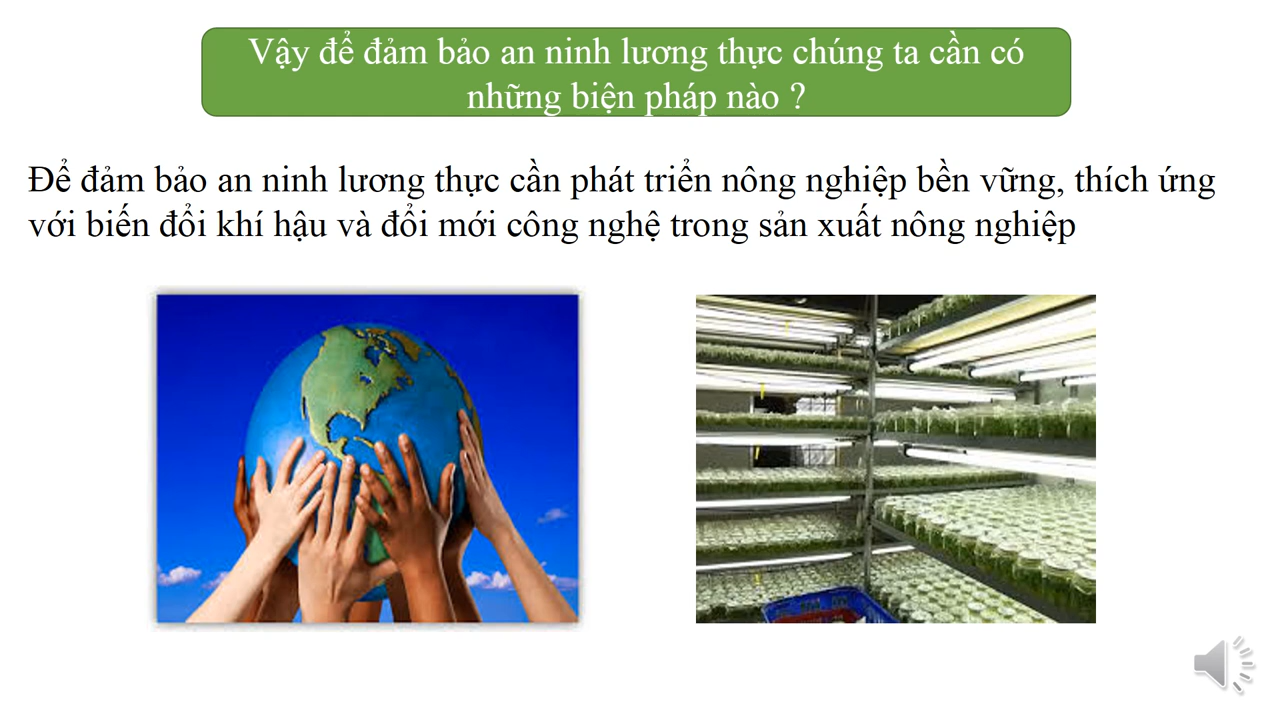 Vậy để đảm bảo an ninh lương thực chúng ta cần có
những biện pháp nào ?
Để đảm bảo an ninh lương thực cần phát triển nông nghiệp bền vững, thích ứng
với biến đổi khí hậu và đổi mới công nghệ trong sản xuất nông nghiệp